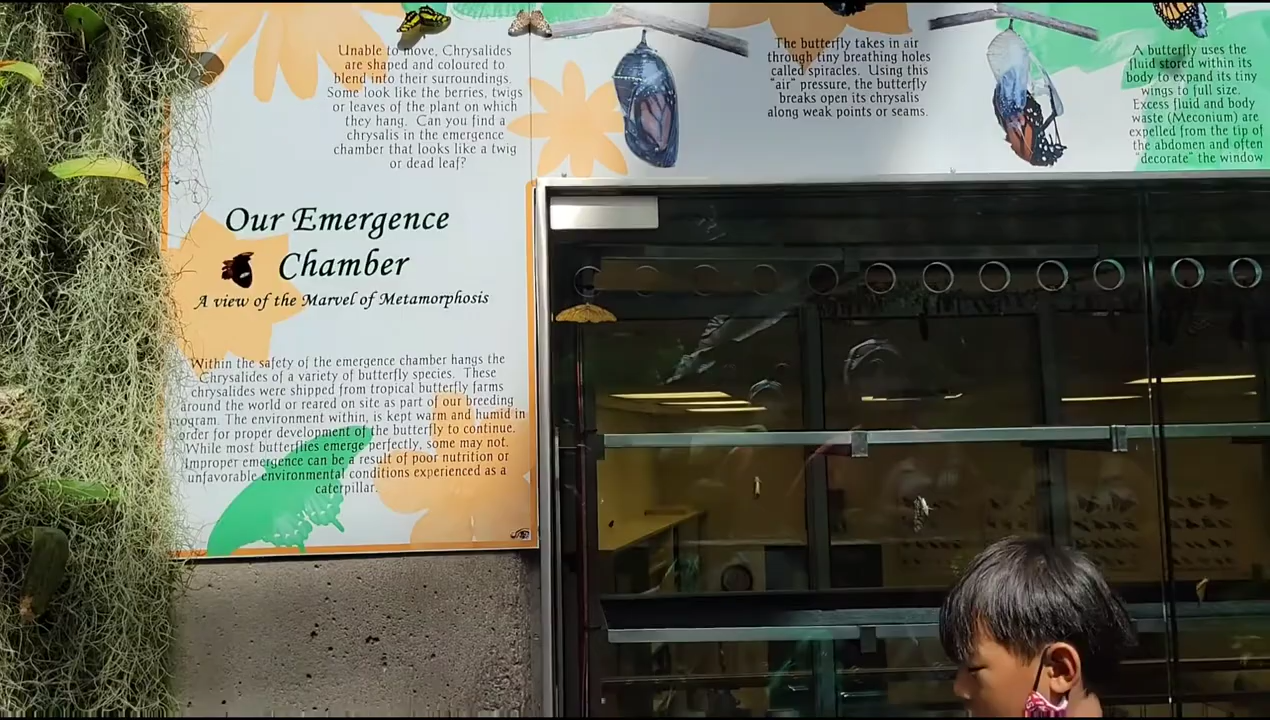 Unable to move, Chrysalides
are shaped and coloured to
blend into their surroundings.
Some look like the berries, twigs
or leaves of the plant on which
they hang. Can you find a
chrysalis in the emergence
chamber that looks like a twig
or dead leaf?
The butterfly takes in air
through tiny breathing holes
called spiracles. Using this
"air" pressure, the butterfly
breaks open its chrysalis
along weak points or seams.
A butterfly uses the
fluid stored within its
body to expand its tiny
wings to full size.
Excess fluid and body
waste (Meconium) are
expelled from the tip of
the abdomen and often
"decorate" the window
Our Emergence
Chamber
A view of the Marvel of Metamorphosis
Within the safety of the emergence chamber hangs the
Chrysalides of a variety of butterfly species. These
chrysalides were shipped from tropical butterfly farms
around the world or reared on site as part of our breeding
ogram. The environment within, is kept warm and humid in
order for proper development of the butterfly to continue.
While most butterflies emerge perfectly, some may not.
Improper emergence can be a result of poor nutrition or
unfavorable environmental conditions experienced as a
caterpillar.